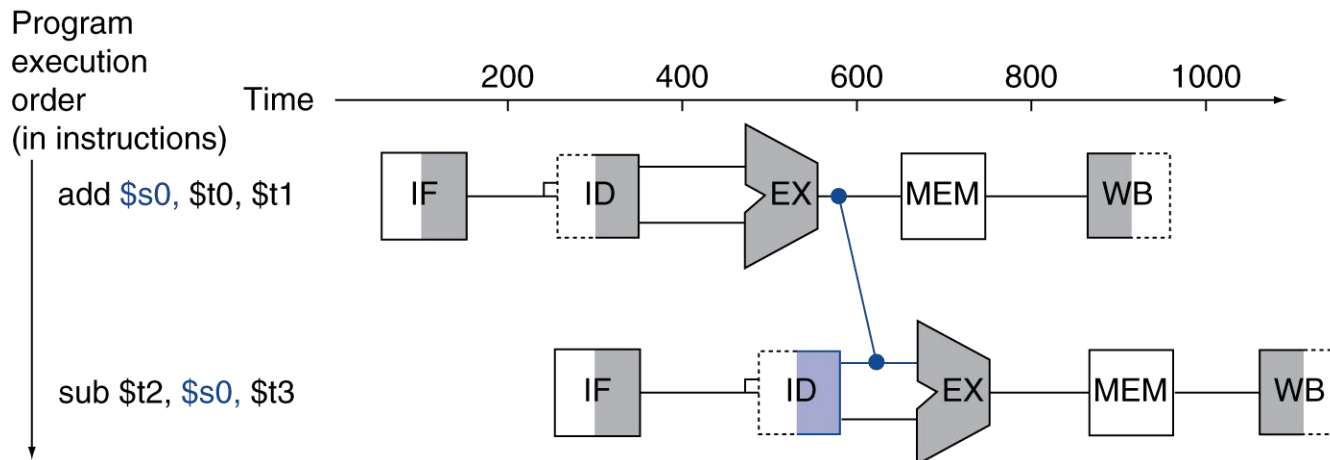 Program
execution
order
(in instructions)
Time
200 400 600 800 1000
add $s0, $t0, $t1
IF ID EX MEM WB
sub $t2, $s0, $t3
IF ID EX MEM WB